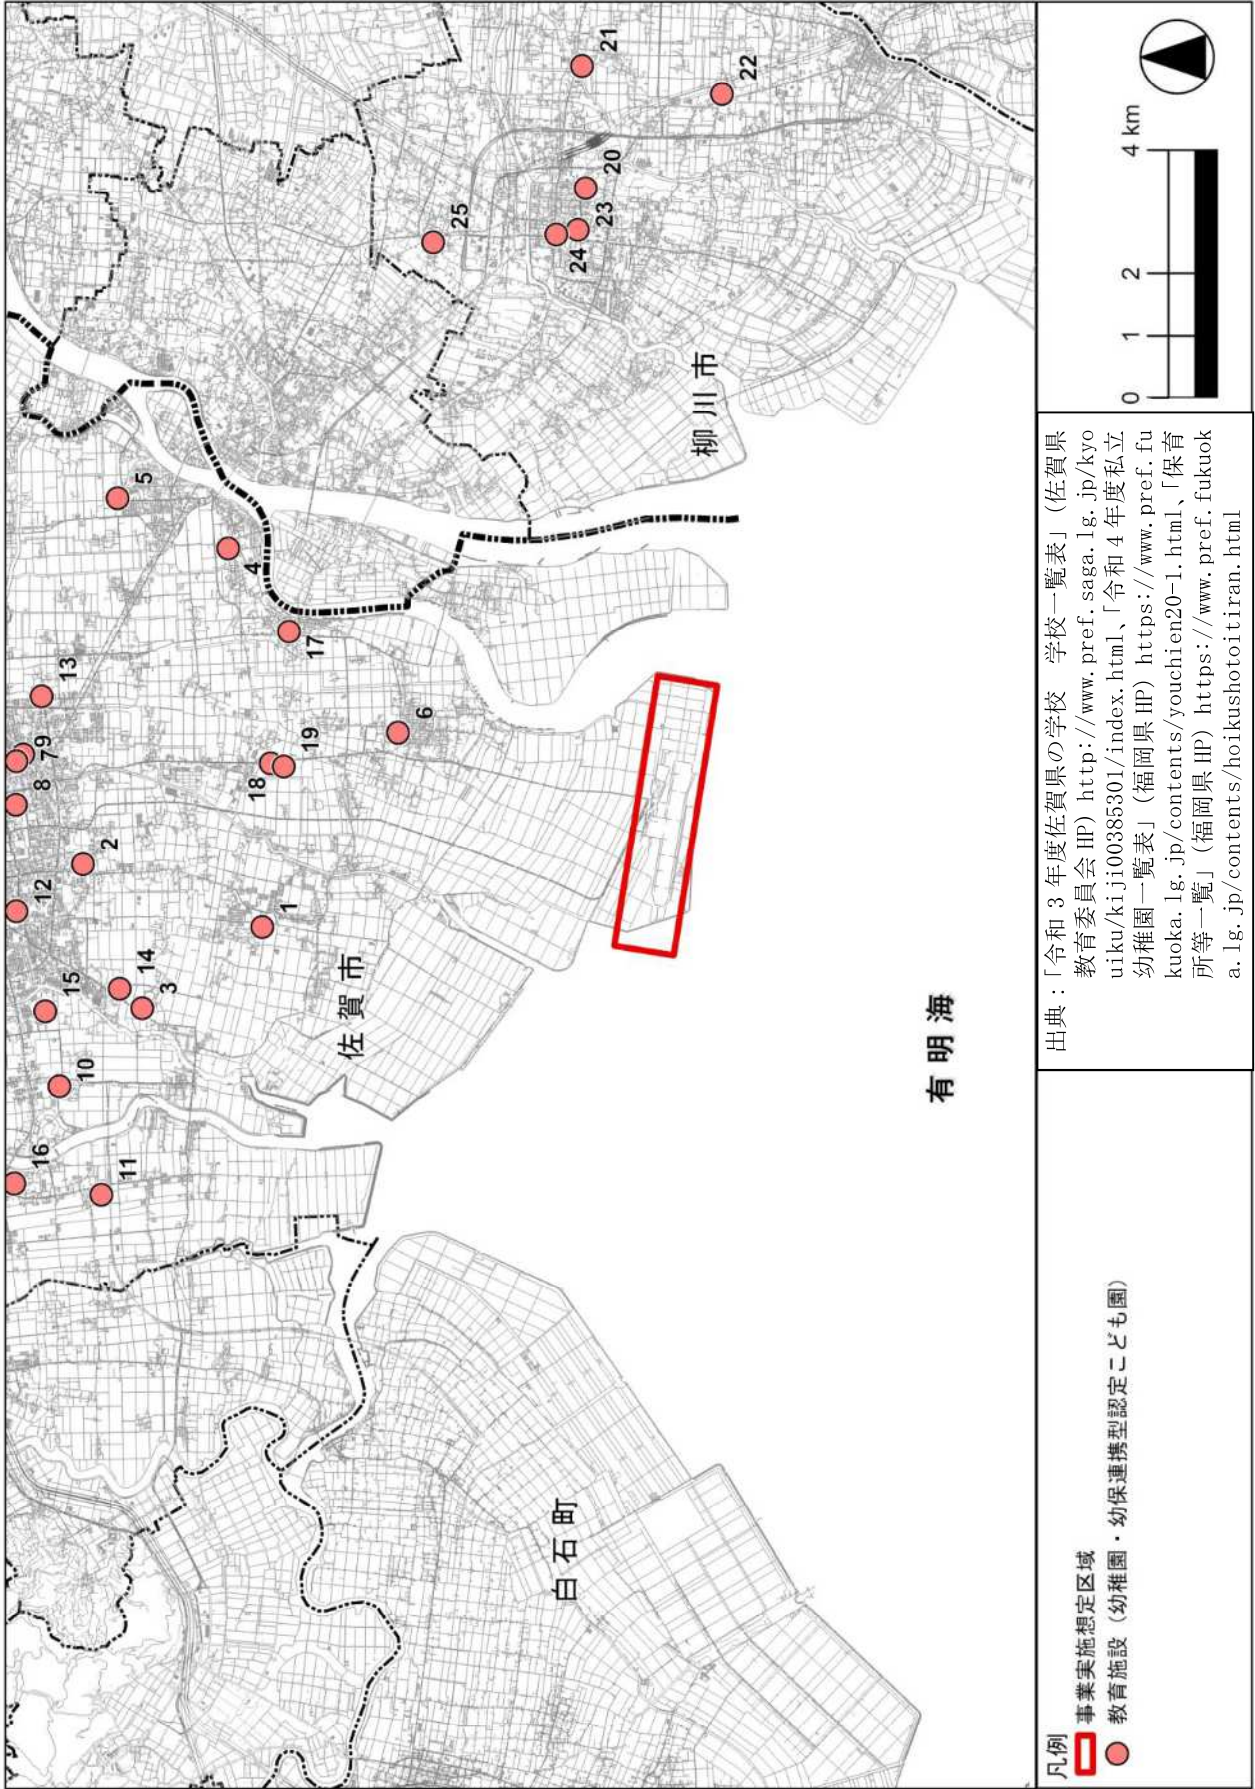 16
15
12
8
7
9
13
10
11
14
3
2
5
4
1
18
19
17
6
25
21
22
20
23
24
佐賀市
柳川市
白石町
有明海
凡例
事業実施想定区域
教育施設（幼稚園・幼保連携型認定こども園）
出典：「令和３年度佐賀県の学校　学校一覧表」（佐賀県
教育委員会HP）http://www.pref.saga.lg.jp/kyo
uiku/kiji00385301/index.html、「令和４年度私立
幼稚園一覧表」（福岡県HP）https://www.pref.fu
kuoka.lg.jp/contents/youchien20-1.html、「保育
所等一覧」（福岡県HP）https://www.pref.fukuok
a.lg.jp/contents/hoikushotoitiran.html
0 1 2 4 km